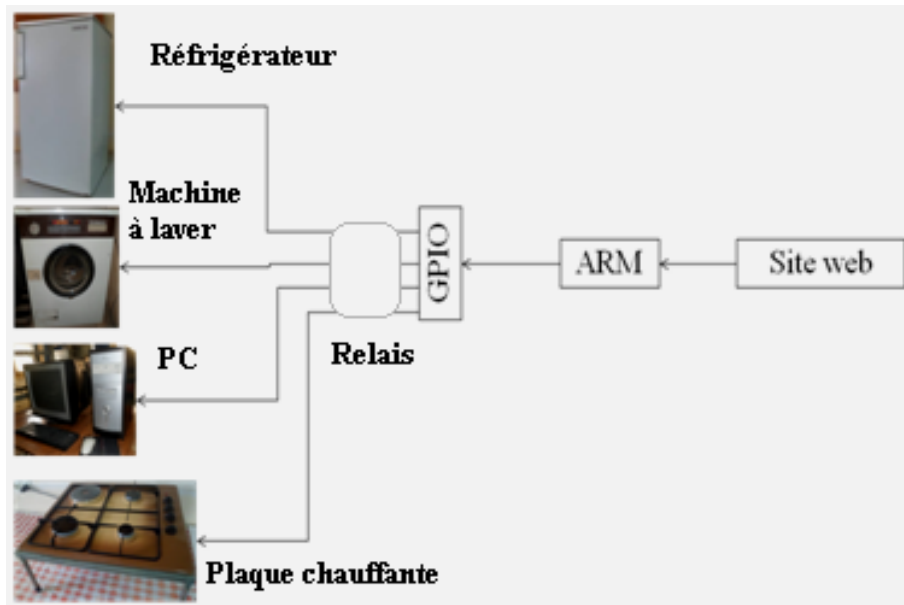 Réfrigérateur
Machine
à laver
GPIO
ARM
Site web
PC
Relais
Plaque chauffante